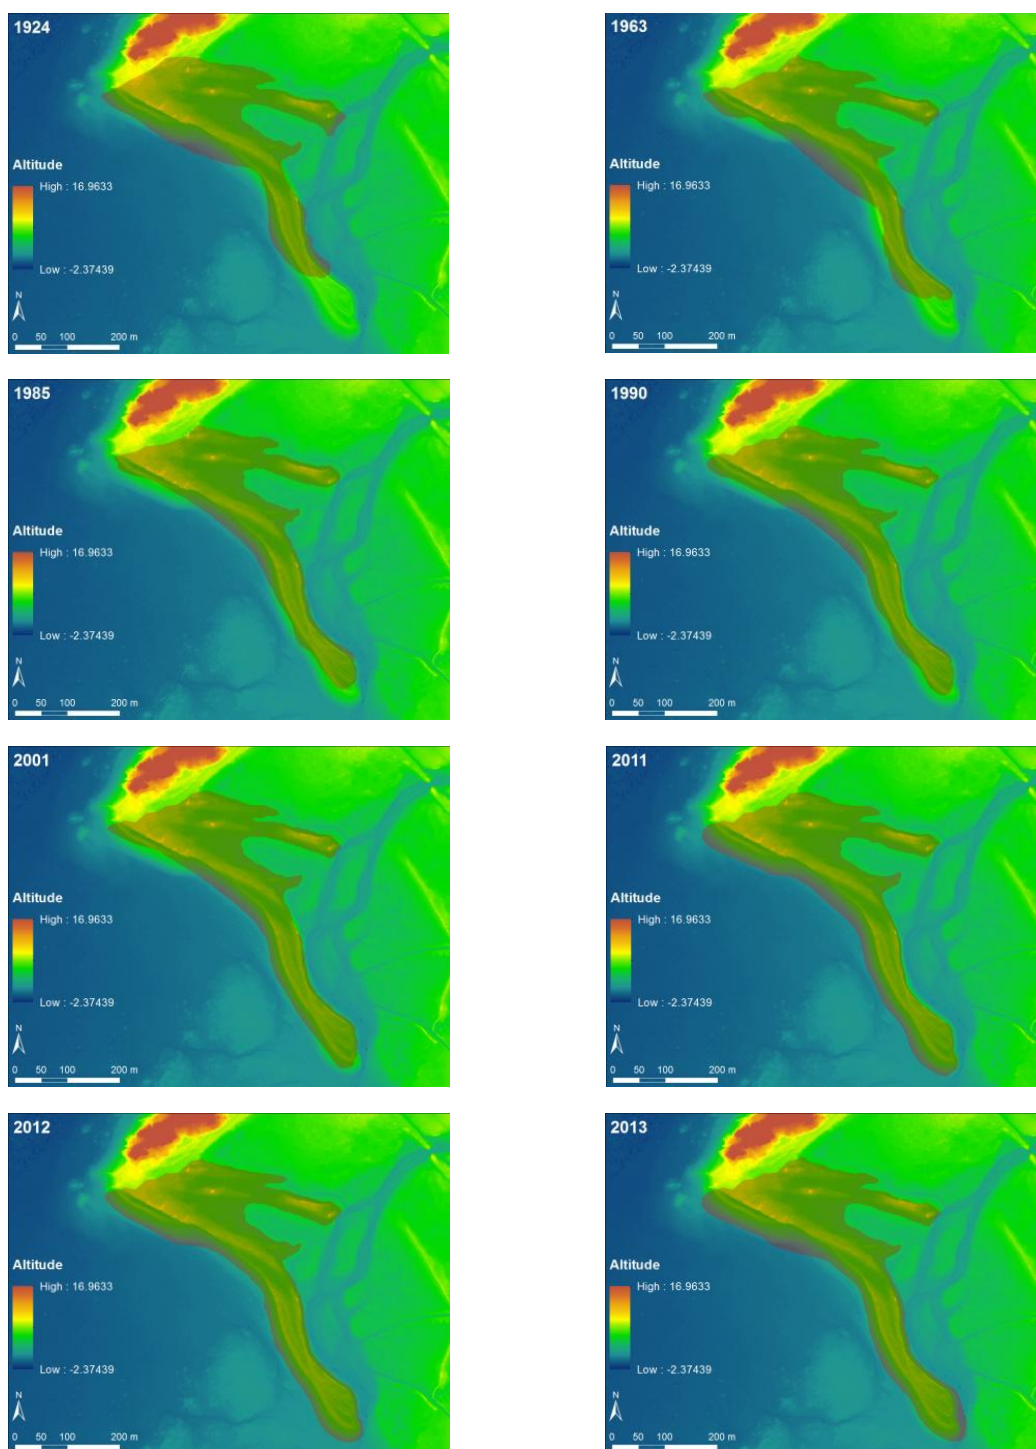 1924
Altitude
High : 16.9633
Low : -2.37439
N
0 50 100 200 m
1963
Altitude
High : 16.9633
Low : -2.37439
N
0 50 100 200 m
1985
Altitude
High : 16.9633
Low : -2.37439
N
0 50 100 200 m
1990
Altitude
High : 16.9633
Low : -2.37439
N
0 50 100 200 m
2001
Altitude
High : 16.9633
Low : -2.37439
N
0 50 100 200 m
2011
Altitude
High : 16.9633
Low : -2.37439
N
0 50 100 200 m
2012
Altitude
High : 16.9633
Low : -2.37439
N
0 50 100 200 m
2013
Altitude
High : 16.9633
Low : -2.37439
N
0 50 100 200 m